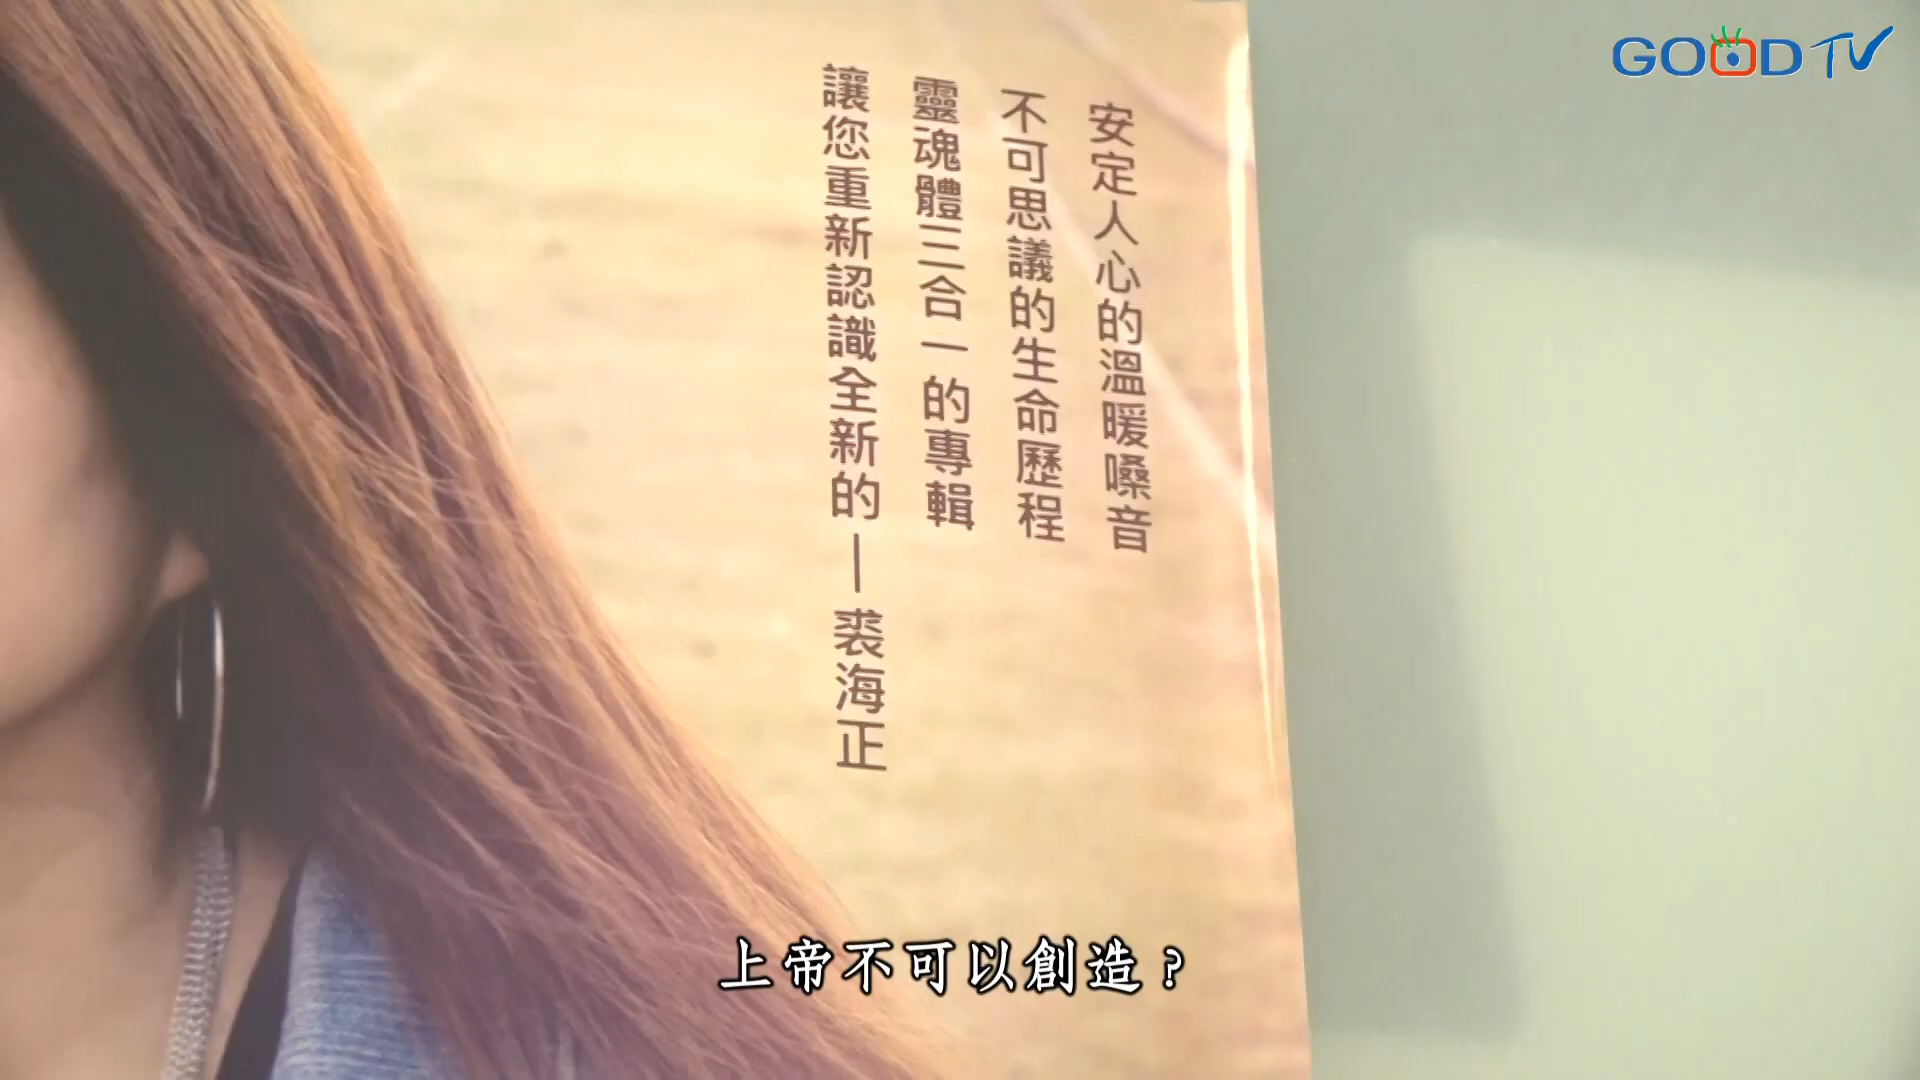 GOOD TV
安定人心的溫暖嗓音
不可思議的生命歷程
靈魂體三合一的專輯
讓您重新認識全新的—裘海正
上帝不可以創造？